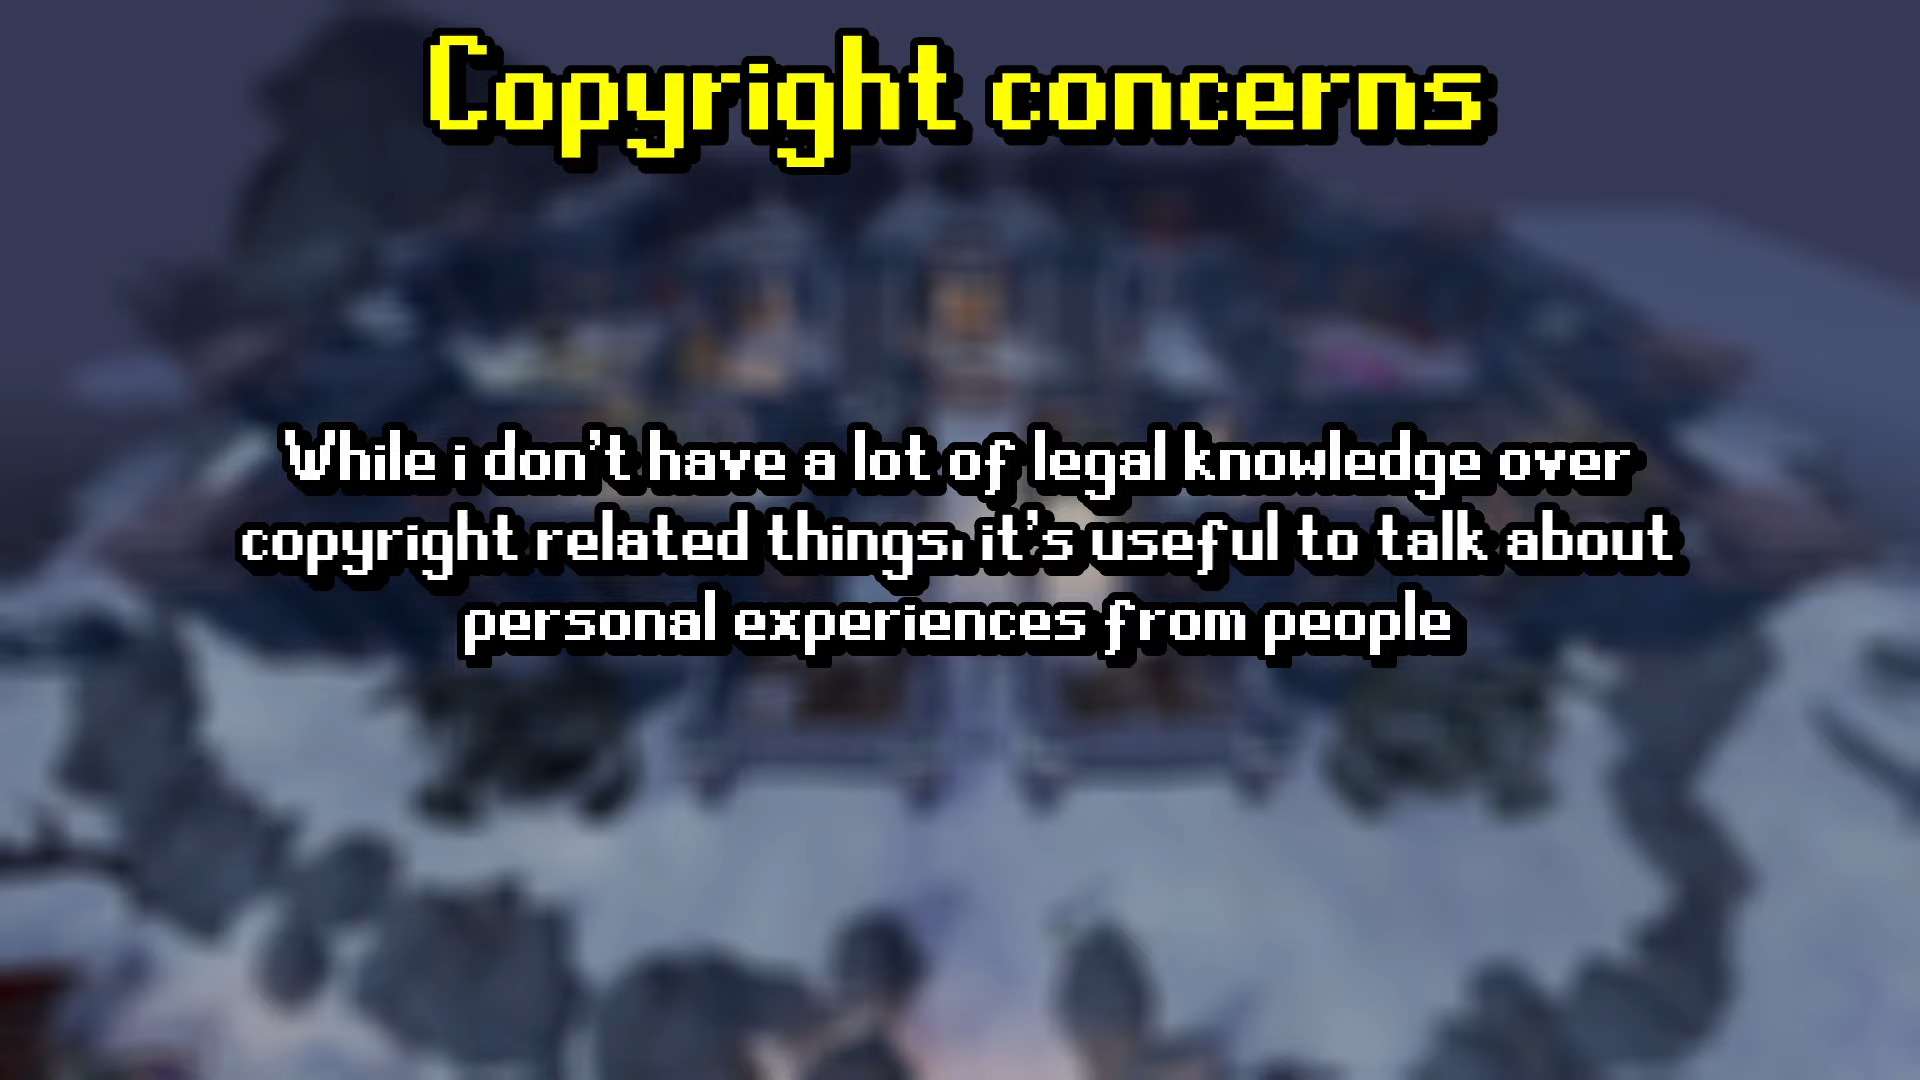 Copyright concerns
While i don't have a lot of legal knowledge over
copyright related things, it's useful to talk about
personal experiences from people